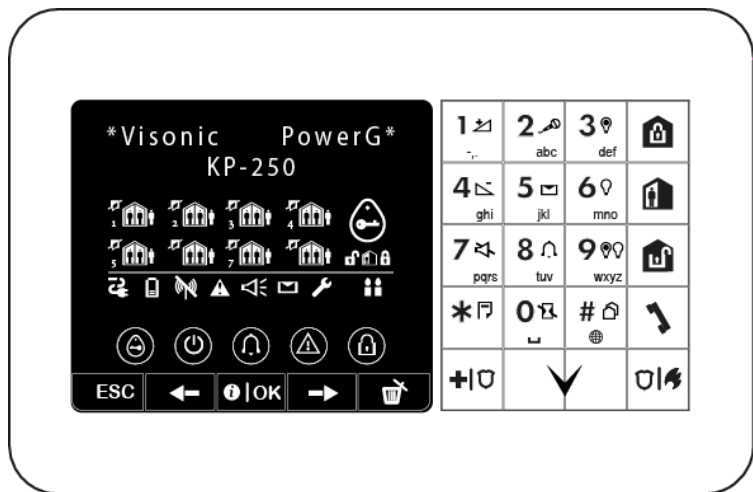 *Visonic PowerG*
KP-250
1 2 3 4
5 6 7
ESC i|OK
1 2 3
-,. abc def
4 5 6
ghi jkl mno
7 8 9
pqrs tuv wxyz
* 0 #
+|
|